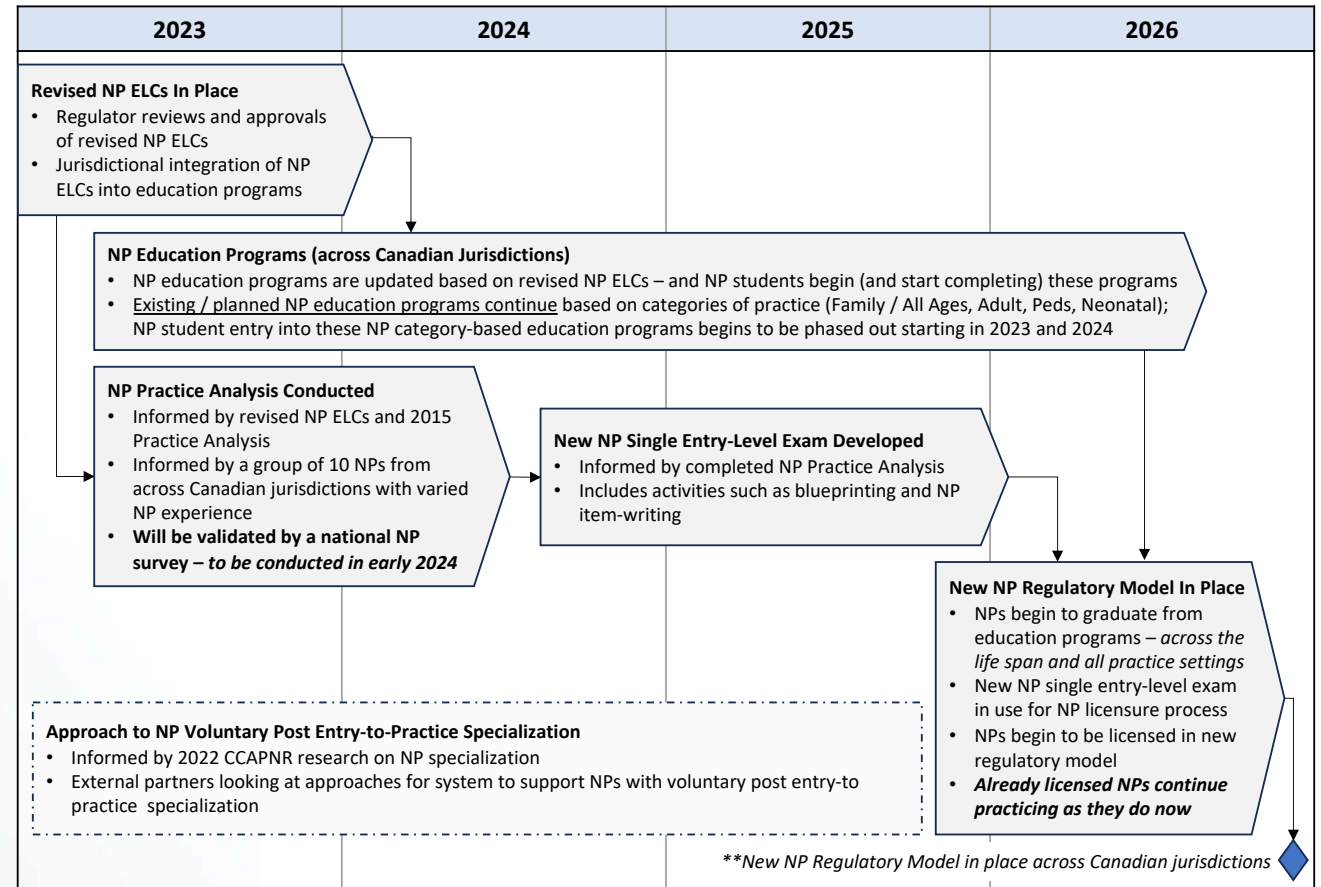 2023 2024 2025 2026
Revised NP ELCs In Place
• Regulator reviews and approvals
of revised NP ELCs
• Jurisdictional integration of NP
ELCs into education programs
NP Education Programs (across Canadian Jurisdictions)
• NP education programs are updated based on revised NP ELCs – and NP students begin (and start completing) these programs
• Existing / planned NP education programs continue based on categories of practice (Family / All Ages, Adult, Peds, Neonatal);
NP student entry into these NP category-based education programs begins to be phased out starting in 2023 and 2024
NP Practice Analysis Conducted
• Informed by revised NP ELCs and 2015
Practice Analysis
• Informed by a group of 10 NPs from
across Canadian jurisdictions with varied
NP experience
• Will be validated by a national NP
survey – to be conducted in early 2024
New NP Single Entry-Level Exam Developed
• Informed by completed NP Practice Analysis
• Includes activities such as blueprinting and NP
item-writing
New NP Regulatory Model In Place
• NPs begin to graduate from
education programs – across the
life span and all practice settings
• New NP single entry-level exam
in use for NP licensure process
• NPs begin to be licensed in new
regulatory model
• Already licensed NPs continue
practicing as they do now
Approach to NP Voluntary Post Entry-to-Practice Specialization
• Informed by 2022 CCAPNR research on NP specialization
• External partners looking at approaches for system to support NPs with voluntary post entry-to
practice specialization
**New NP Regulatory Model in place across Canadian jurisdictions